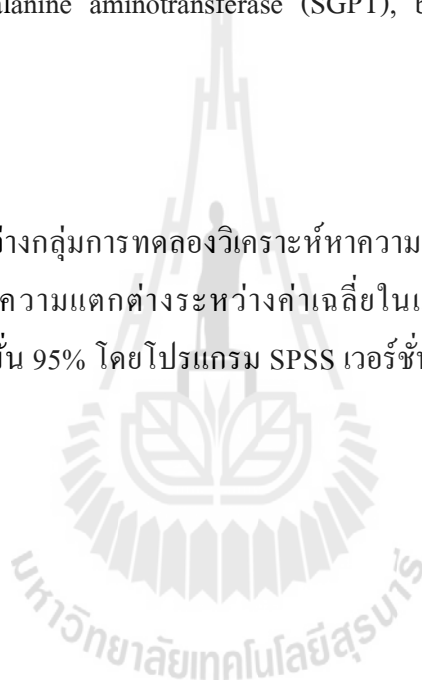 alanine aminotransferase (SGPT),
ว่างกลุ่มการทดลองวิเคราะห์หาความ
ความแตกต่างระหว่างค่าเฉลี่ยในเ
ั่น 95% โดยโปรแกรม SPSS เวอร์ชั่น
มหาวิทยาลัยเทคโนโลยีสุรนารี